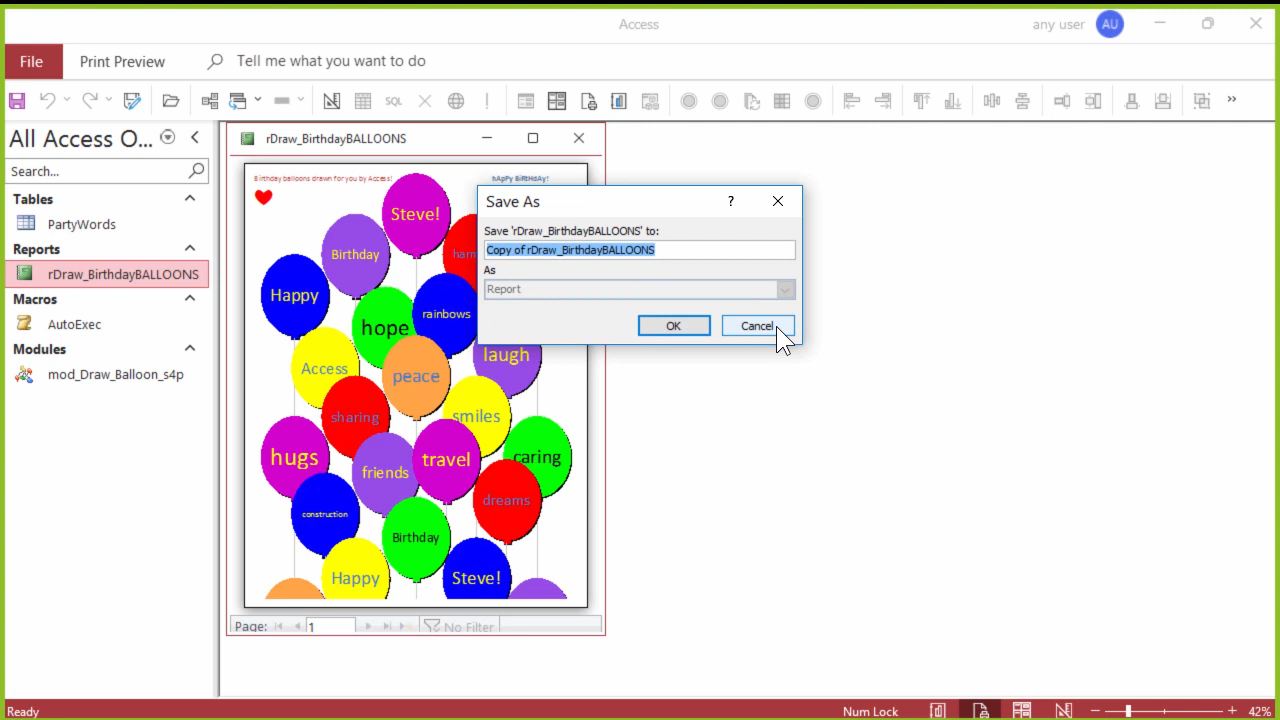 Access
any user AU
File Print Preview Tell me what you want to do
SQL
All Access O...
Search...
Tables
PartyWords
Reports
rDraw_BirthdayBALLOONS
Macros
AutoExec
Modules
mod_Draw_Balloon_s4p
rDraw_BirthdayBALLOONS
Birthday balloons drawn for you by Access! hApPy BiRtHdAy!
Steve!
Birthday
Happy
hope
rainbows
Access
peace
laugh
sharing
smiles
hugs
friends
travel
caring
construction
dreams
Birthday
Happy
Steve!
Page: 1 No Filter
Save As ?
Save 'rDraw_BirthdayBALLOONS' to:
Copy of rDraw_BirthdayBALLOONS
As
Report
OK Cancel
Ready Num Lock 42%